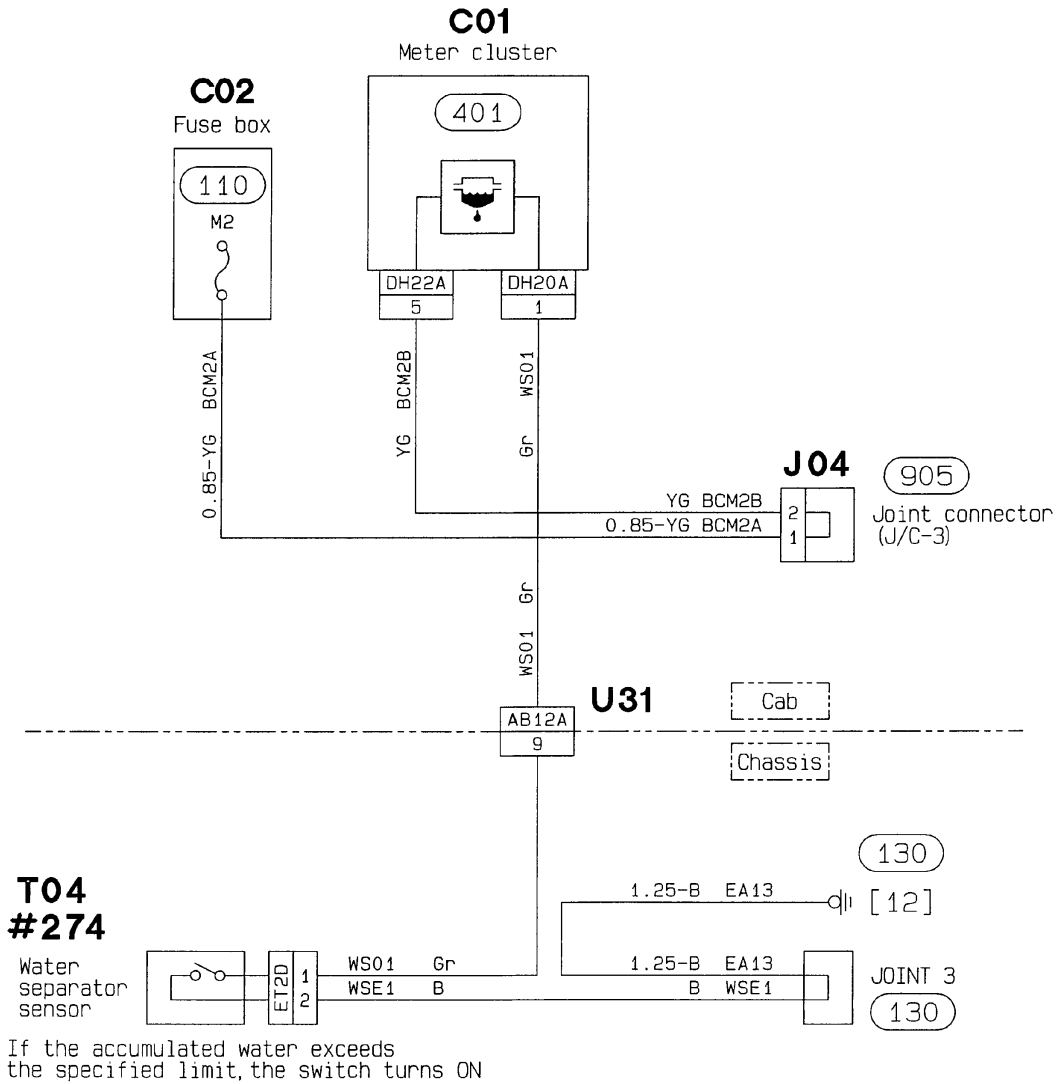 C01
Meter cluster
C02
Fuse box
401
110
M2
DH22A
5
DH20A
1
0.85-YG BCM2A
YG BCM2B
Gr WS01
J04
905
Joint connector
(J/C-3)
YG BCM2B
2
0.85-YG BCM2A
1
WS01 Gr
U31
AB12A
9
Cab
Chassis
130
1.25-B EA13
[12]
T04
#274
Water
separator
sensor
ET2D
1
2
WS01 Gr
WSE1 B
1.25-B EA13
B WSE1
JOINT 3
130
If the accumulated water exceeds
the specified limit, the switch turns ON